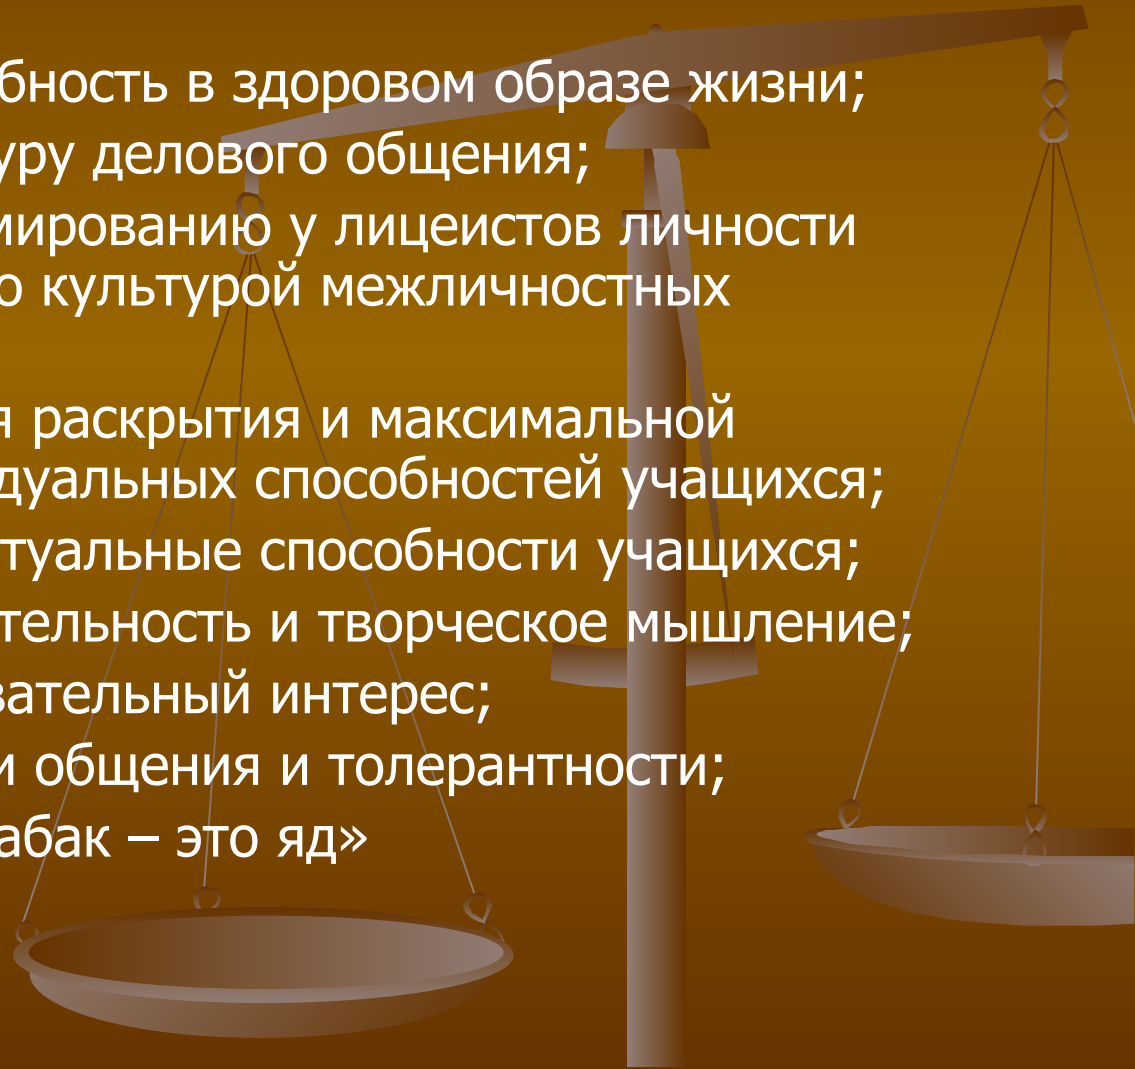 бность в здоровом образе жизни;
уру делового общения;
мированию у лицеистов личности
о культурой межличностных
я раскрытия и максимальной
дуальных способностей учащихся;
туальные способности учащихся;
тельность и творческое мышление;
вательный интерес;
и общения и толерантности;
абак – это яд»